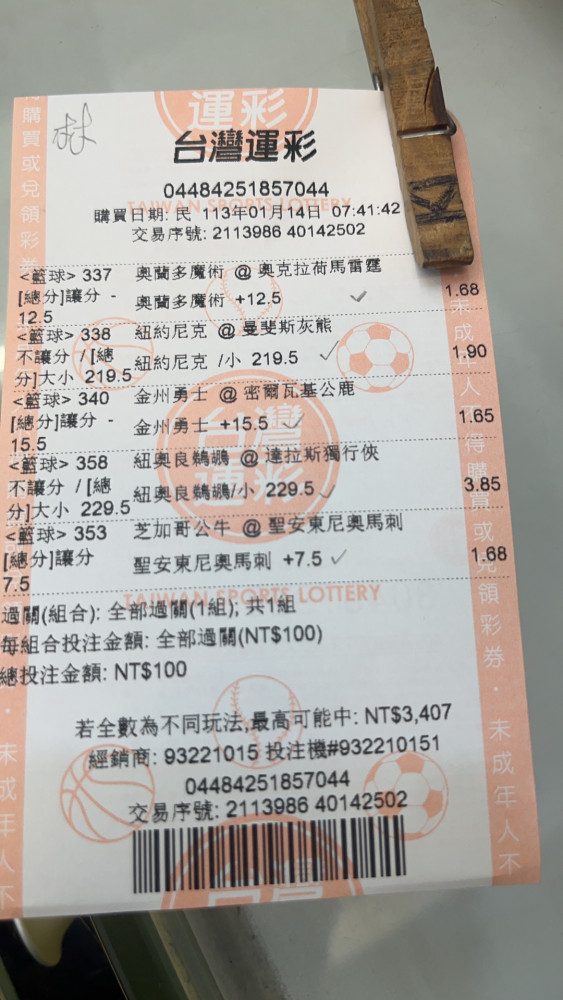 運彩
台灣運彩
04484251857044
TAIWAN SPORTS LOTTERY
購買日期: 民 113年01月14日 07:41:42
交易序號: 2113986 40142502
<籃球> 337 奧蘭多魔術 @ 奧克拉荷馬雷霆
[總分]讓分 - 12.5 奧蘭多魔術 +12.5 1.68
<籃球> 338 紐約尼克 @ 曼斐斯灰熊
不讓分 / [總分]大小 219.5 紐約尼克 /小 219.5 1.90
<籃球> 340 金州勇士 @ 密爾瓦基公鹿
[總分]讓分 - 15.5 金州勇士 +15.5 1.65
<籃球> 358 紐奧良鵜鶘 @ 達拉斯獨行俠
不讓分 / [總分]大小 229.5 紐奧良鵜鶘/小 229.5 3.85
<籃球> 353 芝加哥公牛 @ 聖安東尼奧馬刺
[總分]讓分 7.5 聖安東尼奧馬刺 +7.5 1.68
TAIWAN SPORTS LOTTERY
過關(組合): 全部過關(1組); 共1組
每組合投注金額: 全部過關(NT$100)
總投注金額: NT$100
若全數為不同玩法,最高可能中: NT$3,407
經銷商: 93221015 投注機#932210151
04484251857044
交易序號: 2113986 40142502
購買或兌領彩券
未成年人不
未成年人不得購買或兌領彩券・未成年人不
台灣運彩